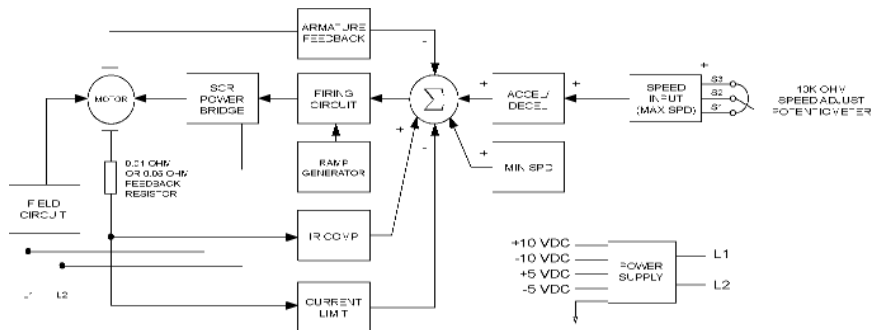 ARMATURE
FEEDBACK
-
MOTOR
SCR
POWER
BRIDGE
FIRING
CIRCUIT
Σ
+
ACCEL/
DECEL
+
SPEED
INPUT
(MAX SPD)
+
S3
S2
S1
10K OHM
SPEED ADJUST
POTENTIOMETER
+
-
RAMP
GENERATOR
+
MIN SPD
0.01 OHM
OR 0.05 OHM
FEEDBACK
RESISTOR
FIELD
CIRCUIT
IR COMP
CURRENT
LIMIT
L1
L2
+10 VDC
-10 VDC
+5 VDC
-5 VDC
POWER
SUPPLY
L1
L2